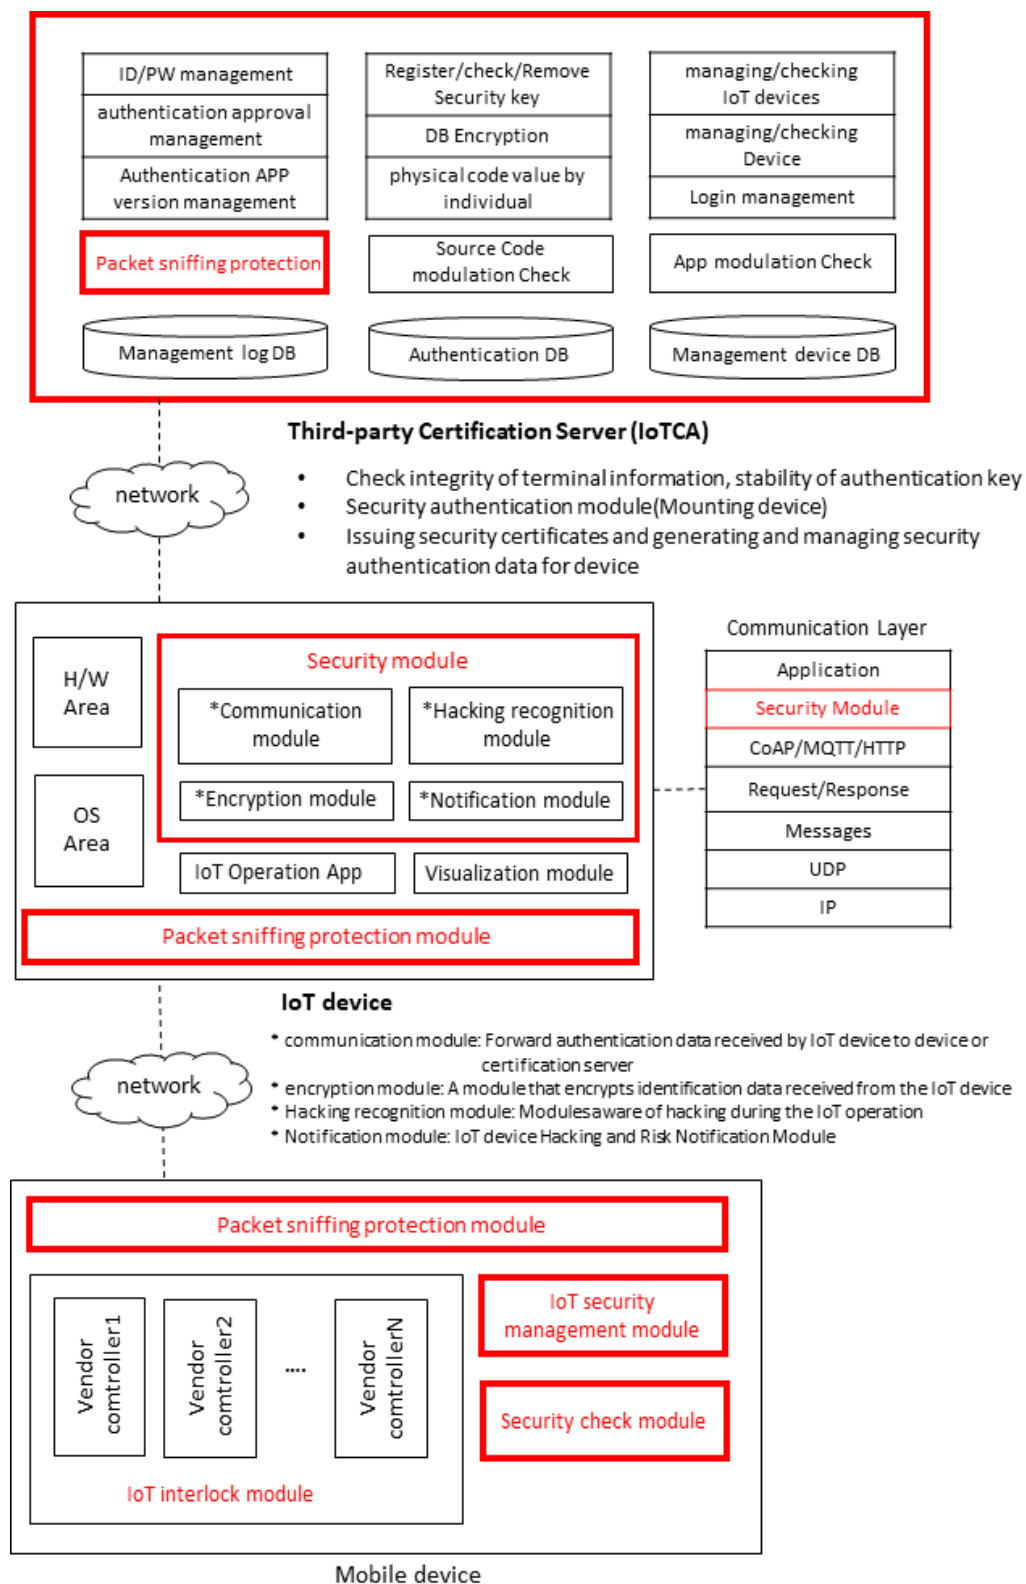 ID/PW management
authentication approval
management
Authentication APP
version management
Register/check/Remove
Security key
DB Encryption
physical code value by
individual
managing/checking
IoT devices
managing/checking
Device
Login management
Packet sniffing protection
Source Code
modulation Check
App modulation Check
Management log DB
Authentication DB
Management device DB
Third-party Certification Server (IoTCA)
network
• Check integrity of terminal information, stability of authentication key
• Security authentication module(Mounting device)
• Issuing security certificates and generating and managing security
authentication data for device
H/W
Area
OS
Area
Security module
*Communication
module
*Hacking recognition
module
*Encryption module
*Notification module
IoT Operation App
Visualization module
Packet sniffing protection module
Communication Layer
Application
Security Module
CoAP/MQTT/HTTP
Request/Response
Messages
UDP
IP
IoT device
network
* communication module: Forward authentication data received by IoT device to device or
certification server
* encryption module: A module that encrypts identification data received from the IoT device
* Hacking recognition module: Modules aware of hacking during the IoT operation
* Notification module: IoT device Hacking and Risk Notification Module
Packet sniffing protection module
Vendor
comtroller1
Vendor
comtroller2
....
Vendor
comtrollerN
IoT interlock module
IoT security
management module
Security check module
Mobile device